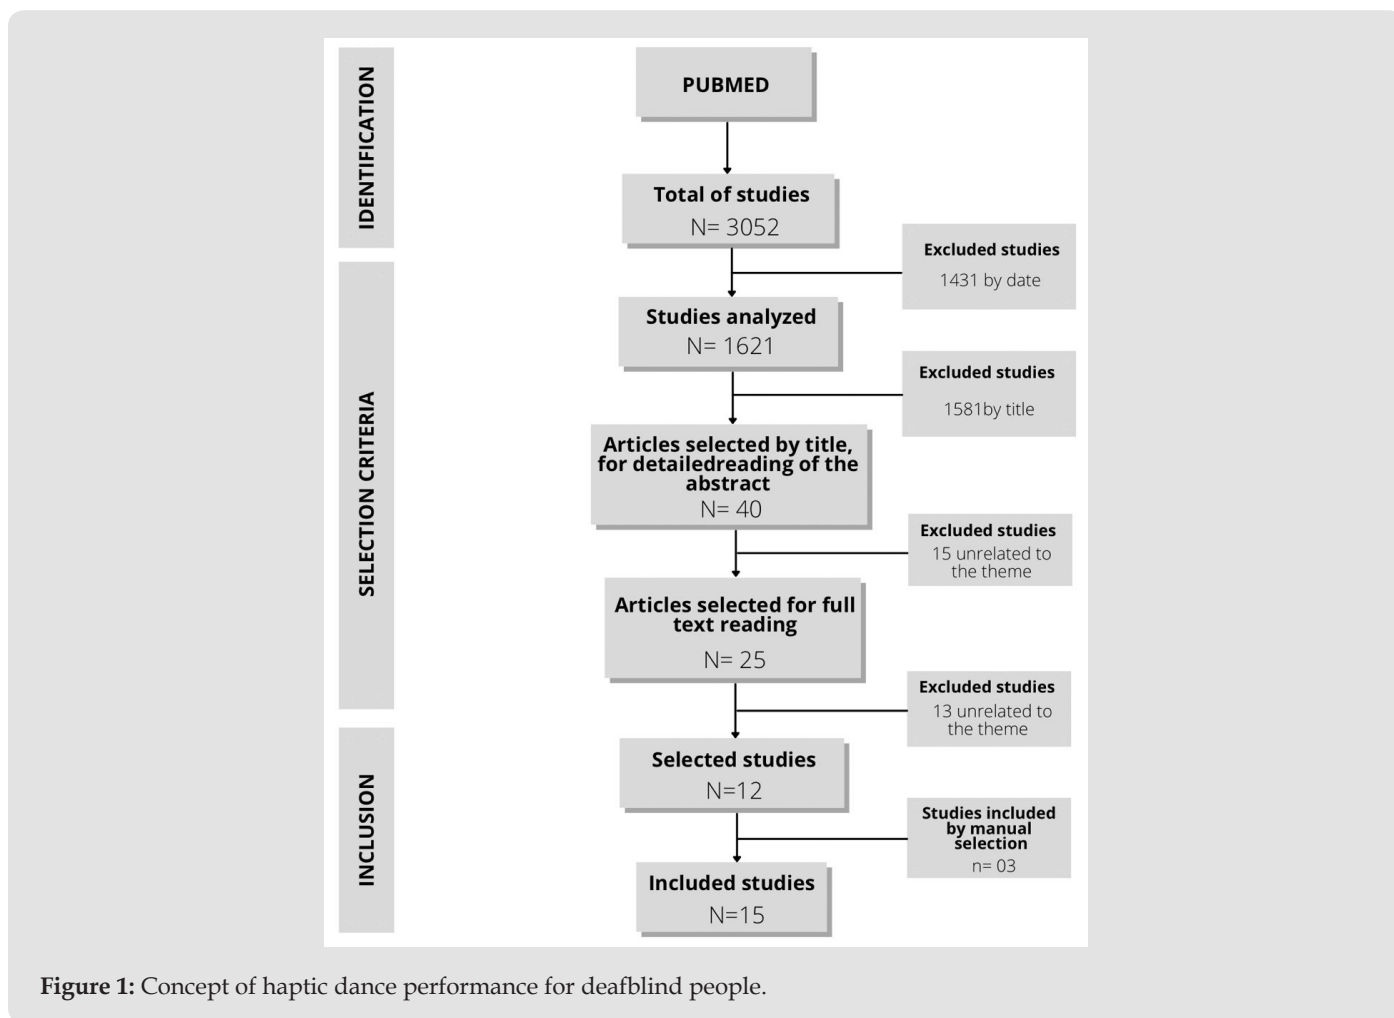 IDENTIFICATION
PUBMED
Total of studies
N= 3052
Excluded studies
1431 by date
SELECTION CRITERIA
Studies analyzed
N= 1621
Excluded studies
1581by title
Articles selected by title,
for detailedreading of the
abstract
N= 40
Excluded studies
15 unrelated to
the theme
Articles selected for full
text reading
N= 25
Excluded studies
13 unrelated to
the theme
INCLUSION
Selected studies
N=12
Studies included
by manual
selection
n= 03
Included studies
N=15
Figure 1: Concept of haptic dance performance for deafblind people.